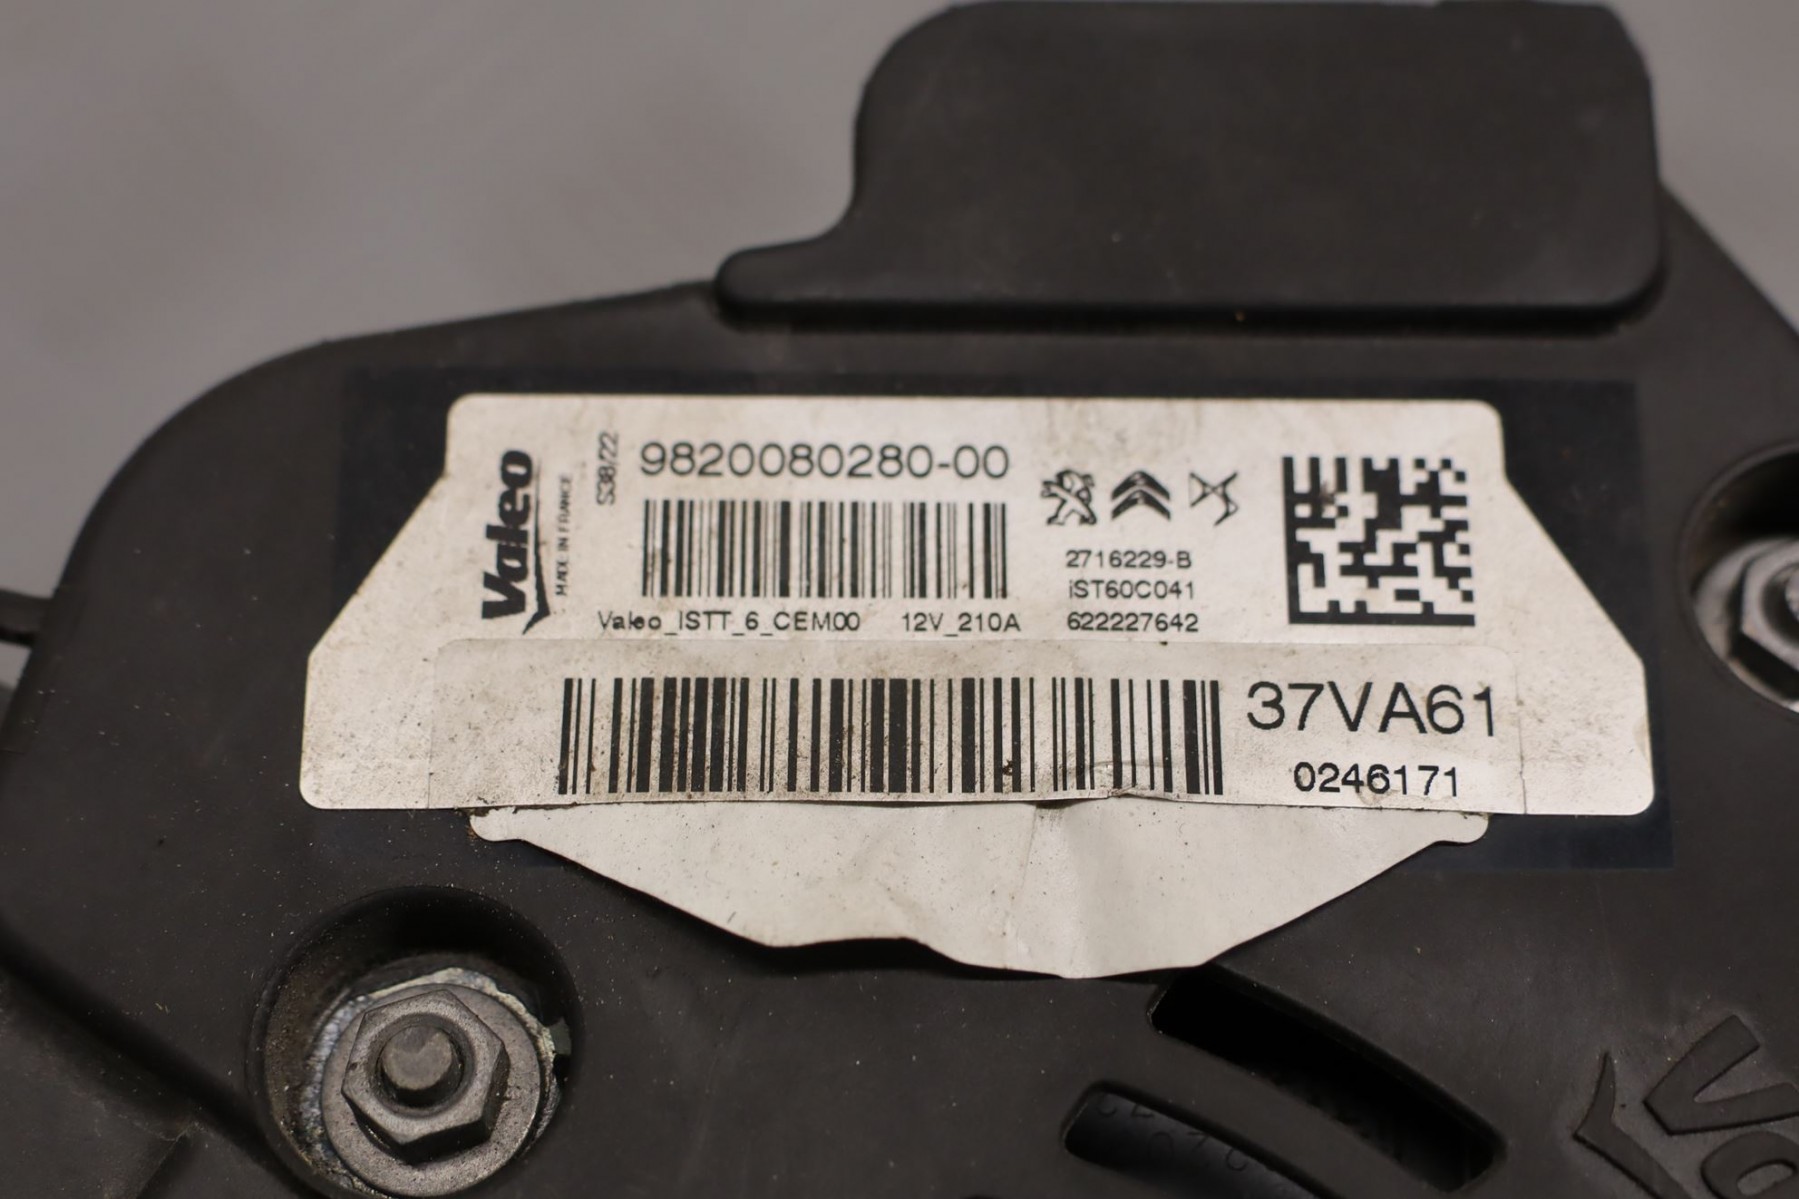 Valeo
MADE IN FRANCE
S38/22
9820080280-00
2716229-B
iST60C041
Valeo_ISTT_6_CEM00 12V_210A 622227642
37VA61
0246171